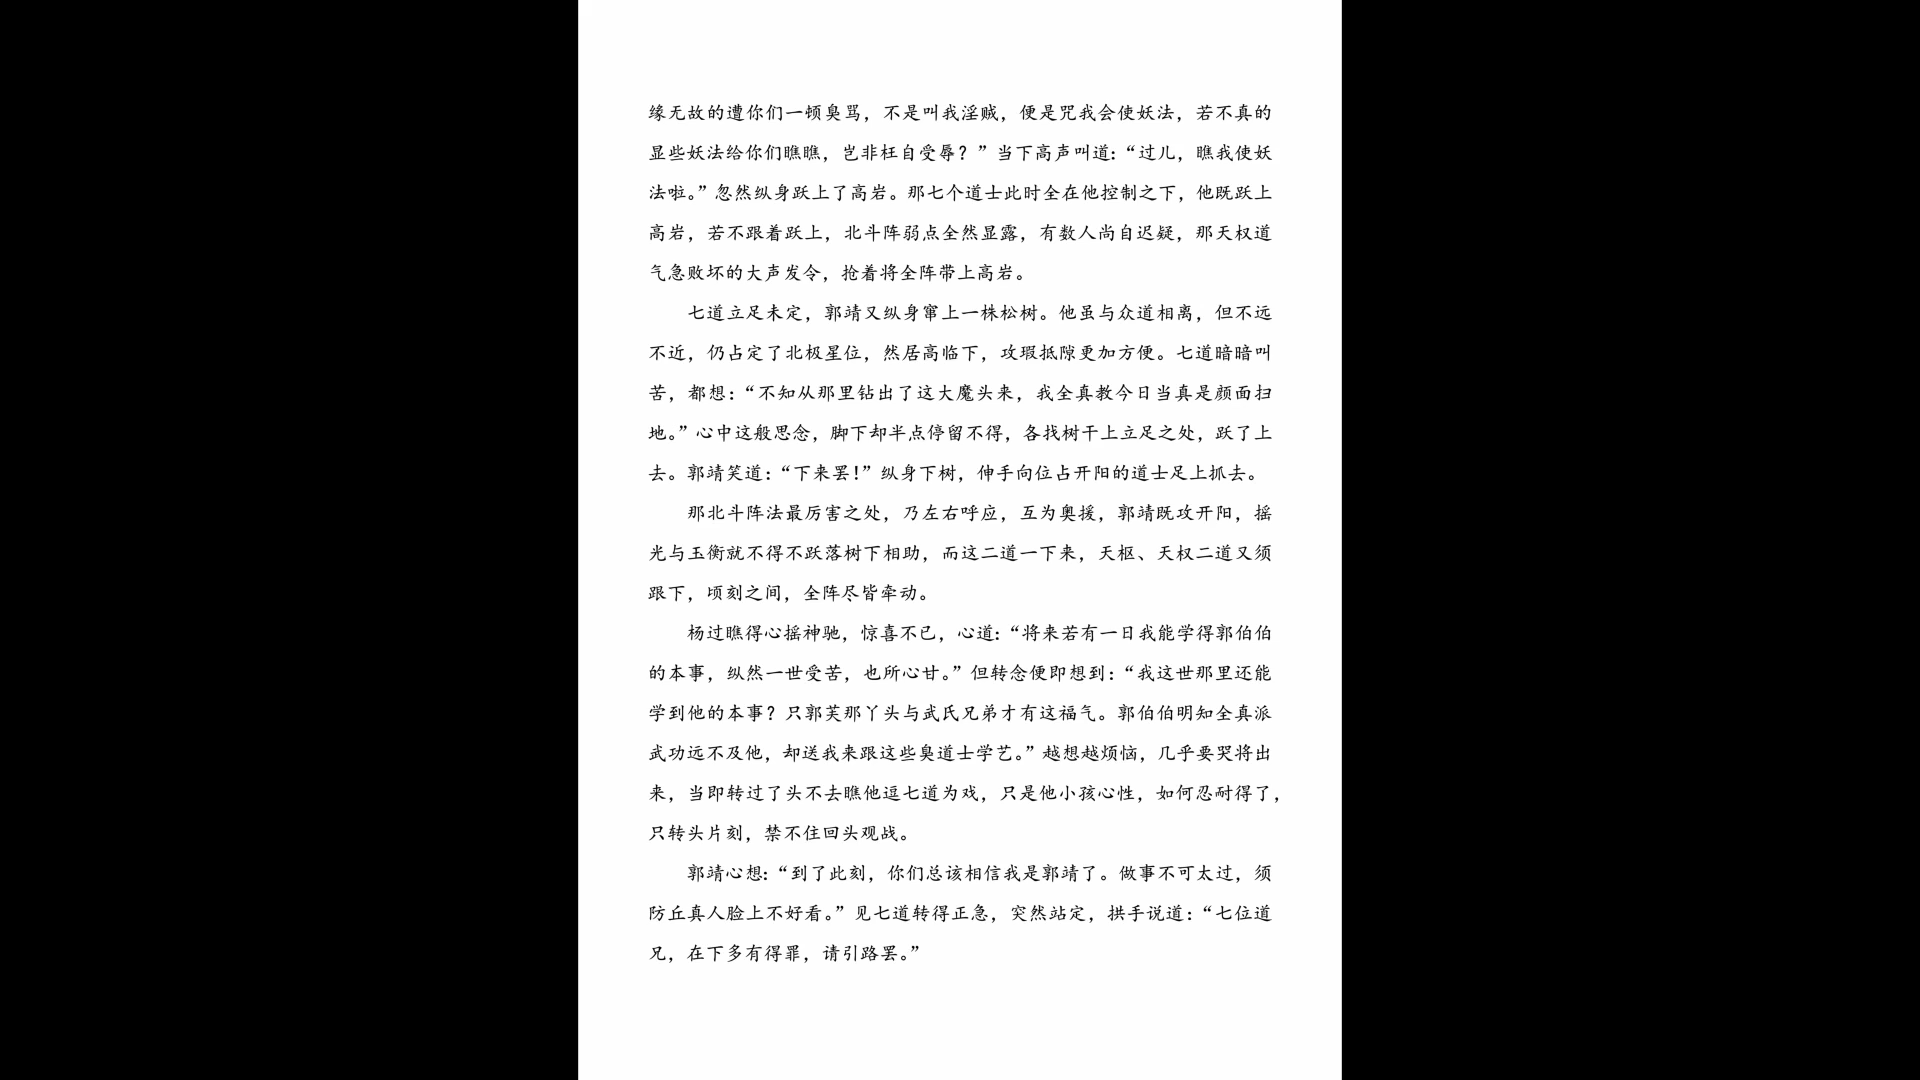 缘无故的遭你们一顿臭骂，不是叫我淫贼，便是咒我会使妖法，若不真的
显些妖法给你们瞧瞧，岂非枉自受辱？”当下高声叫道：“过儿，瞧我使妖
法啦。”忽然纵身跃上了高岩。那七个道士此时全在他控制之下，他既跃上
高岩，若不跟着跃上，北斗阵弱点全然显露，有数人尚自迟疑，那天权道
气急败坏的大声发令，抢着将全阵带上高岩。
七道立足未定，郭靖又纵身窜上一株松树。他虽与众道相离，但不远
不近，仍占定了北极星位，然居高临下，攻瑕抵隙更加方便。七道暗暗叫
苦，都想：“不知从那里钻出了这大魔头来，我全真教今日当真是颜面扫
地。”心中这般思念，脚下却半点停留不得，各找树干上立足之处，跃了上
去。郭靖笑道：“下来罢！”纵身下树，伸手向位占开阳的道士足上抓去。
那北斗阵法最厉害之处，乃左右呼应，互为奥援，郭靖既攻开阳，摇
光与玉衡就不得不跃落树下相助，而这二道一下来，天枢、天权二道又须
跟下，顷刻之间，全阵尽皆牵动。
杨过瞧得心摇神驰，惊喜不已，心道：“将来若有一日我能学得郭伯伯
的本事，纵然一世受苦，也所心甘。”但转念便即想到：“我这世那里还能
学到他的本事？只郭芙那丫头与武氏兄弟才有这福气。郭伯伯明知全真派
武功远不及他，却送我来跟这些臭道士学艺。”越想越烦恼，几乎要哭将出
来，当即转过了头不去瞧他逗七道为戏，只是他小孩心性，如何忍耐得了，
只转头片刻，禁不住回头观战。
郭靖心想：“到了此刻，你们总该相信我是郭靖了。做事不可太过，须
防丘真人脸上不好看。”见七道转得正急，突然站定，拱手说道：“七位道
兄，在下多有得罪，请引路罢。”